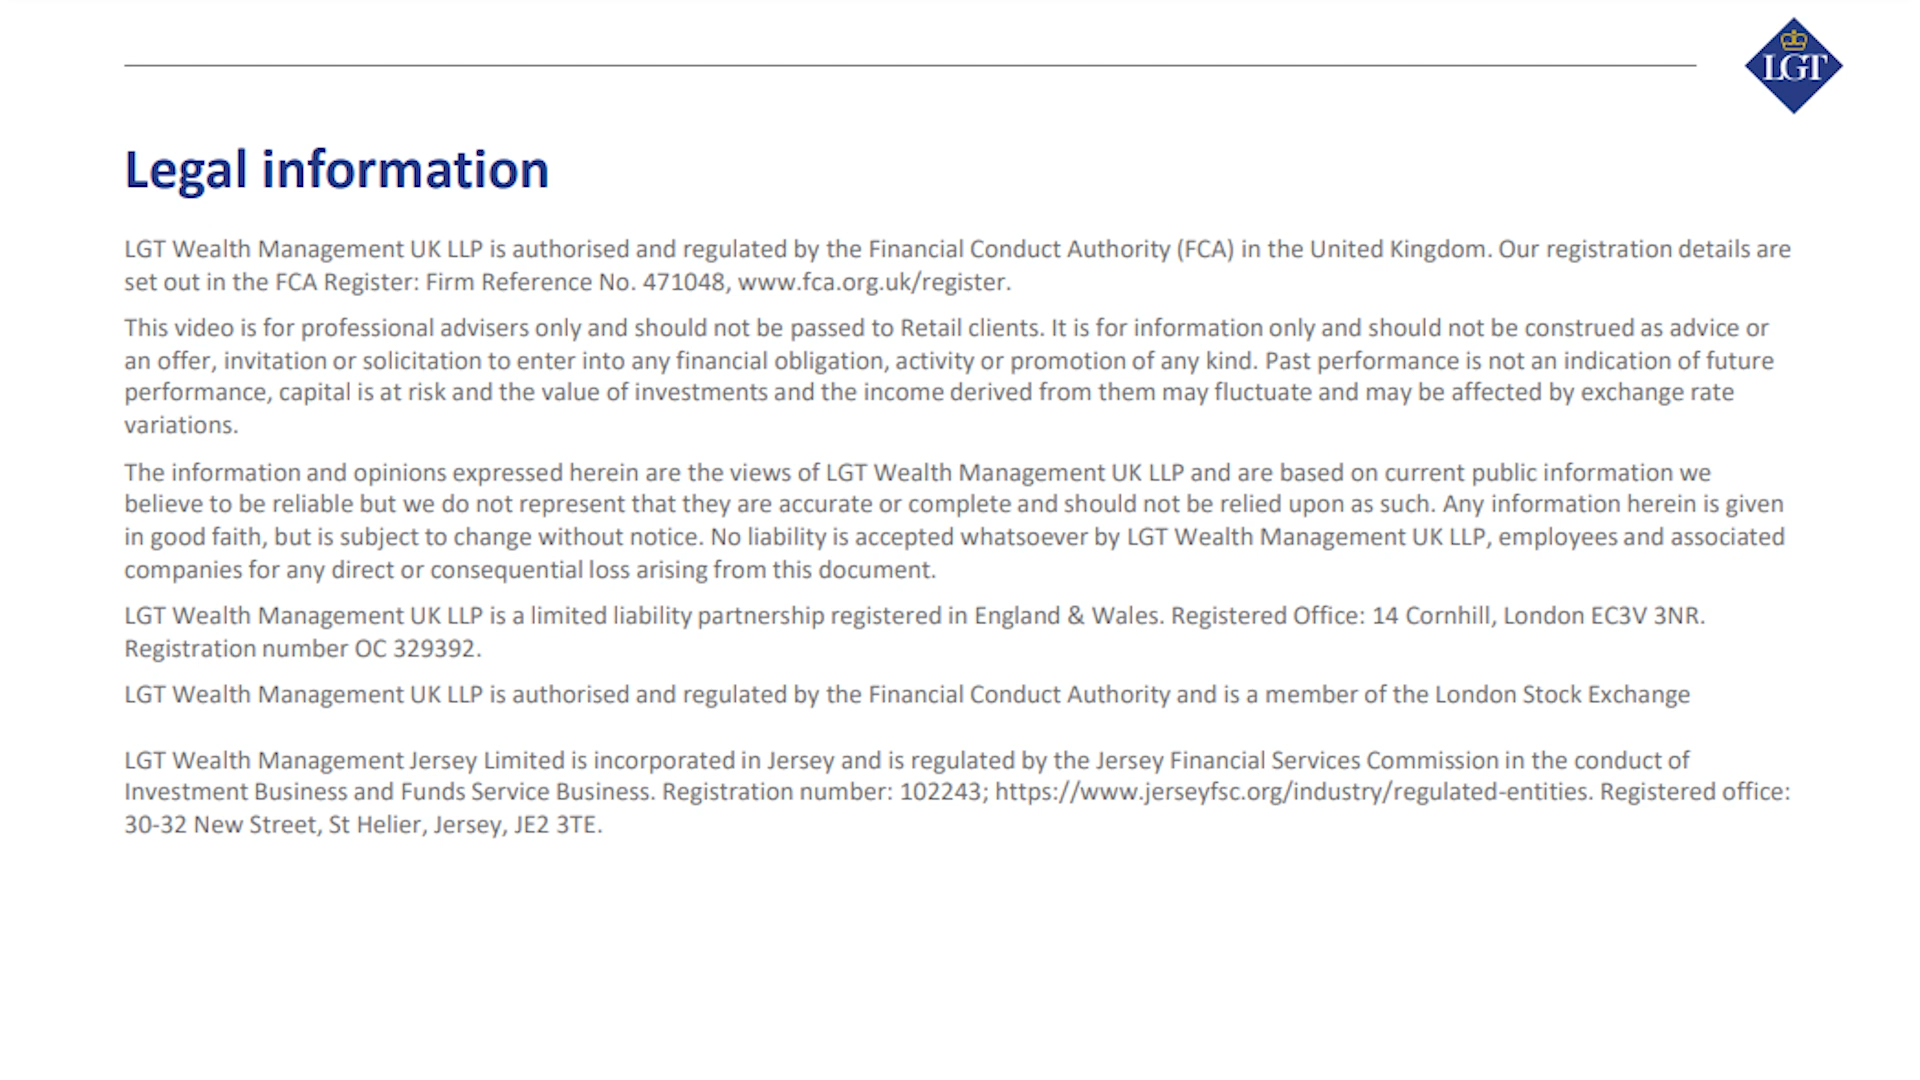 LGT
Legal information
LGT Wealth Management UK LLP is authorised and regulated by the Financial Conduct Authority (FCA) in the United Kingdom. Our registration details are
set out in the FCA Register: Firm Reference No. 471048, www.fca.org.uk/register.
This video is for professional advisers only and should not be passed to Retail clients. It is for information only and should not be construed as advice or
an offer, invitation or solicitation to enter into any financial obligation, activity or promotion of any kind. Past performance is not an indication of future
performance, capital is at risk and the value of investments and the income derived from them may fluctuate and may be affected by exchange rate
variations.
The information and opinions expressed herein are the views of LGT Wealth Management UK LLP and are based on current public information we
believe to be reliable but we do not represent that they are accurate or complete and should not be relied upon as such. Any information herein is given
in good faith, but is subject to change without notice. No liability is accepted whatsoever by LGT Wealth Management UK LLP, employees and associated
companies for any direct or consequential loss arising from this document.
LGT Wealth Management UK LLP is a limited liability partnership registered in England & Wales. Registered Office: 14 Cornhill, London EC3V 3NR.
Registration number OC 329392.
LGT Wealth Management UK LLP is authorised and regulated by the Financial Conduct Authority and is a member of the London Stock Exchange
LGT Wealth Management Jersey Limited is incorporated in Jersey and is regulated by the Jersey Financial Services Commission in the conduct of
Investment Business and Funds Service Business. Registration number: 102243; https://www.jerseyfsc.org/industry/regulated-entities. Registered office:
30-32 New Street, St Helier, Jersey, JE2 3TE.